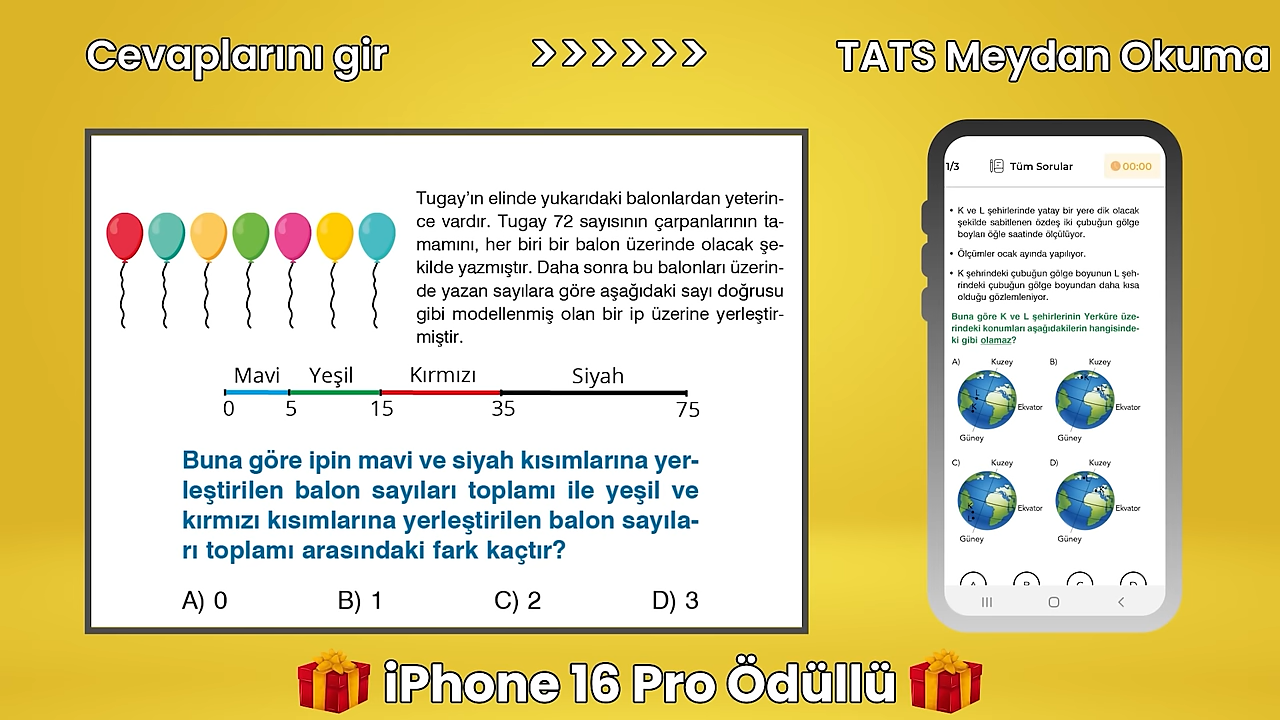 Cevaplarını gir
TATS Meydan Okuma
Tugay'ın elinde yukarıdaki balonlardan yeterin-
ce vardır. Tugay 72 sayısının çarpanlarının ta-
mamını, her biri bir balon üzerinde olacak şe-
kilde yazmıştır. Daha sonra bu balonları üzerin-
de yazan sayılara göre aşağıdaki sayı doğrusu
gibi modellenmiş olan bir ip üzerine yerleştir-
miştir.
Mavi Yeşil Kırmızı Siyah
0 5 15 35 75
Buna göre ipin mavi ve siyah kısımlarına yer-
leştirilen balon sayıları toplamı ile yeşil ve
kırmızı kısımlarına yerleştirilen balon sayıla-
rı toplamı arasındaki fark kaçtır?
A) 0 B) 1 C) 2 D) 3
1/3 Tüm Sorular 00:00
• K ve L şehirlerinde yatay bir yere dik olacak
şekilde sabitlenen özdeş iki çubuğun gölge
boyları öğle saatinde ölçülüyor.
• Ölçümler ocak ayında yapılıyor.
• K şehrindeki çubuğun gölge boyunun L şeh-
rindeki çubuğun gölge boyundan daha kısa
olduğu gözlemleniyor.
Buna göre K ve L şehirlerinin Yerküre üze-
rindeki konumları aşağıdakilerin hangisinde-
ki gibi olamaz?
A) Kuzey B) Kuzey
Ekvator Ekvator
Güney Güney
C) Kuzey D) Kuzey
Ekvator Ekvator
Güney Güney
A B C D
iPhone 16 Pro Ödüllü